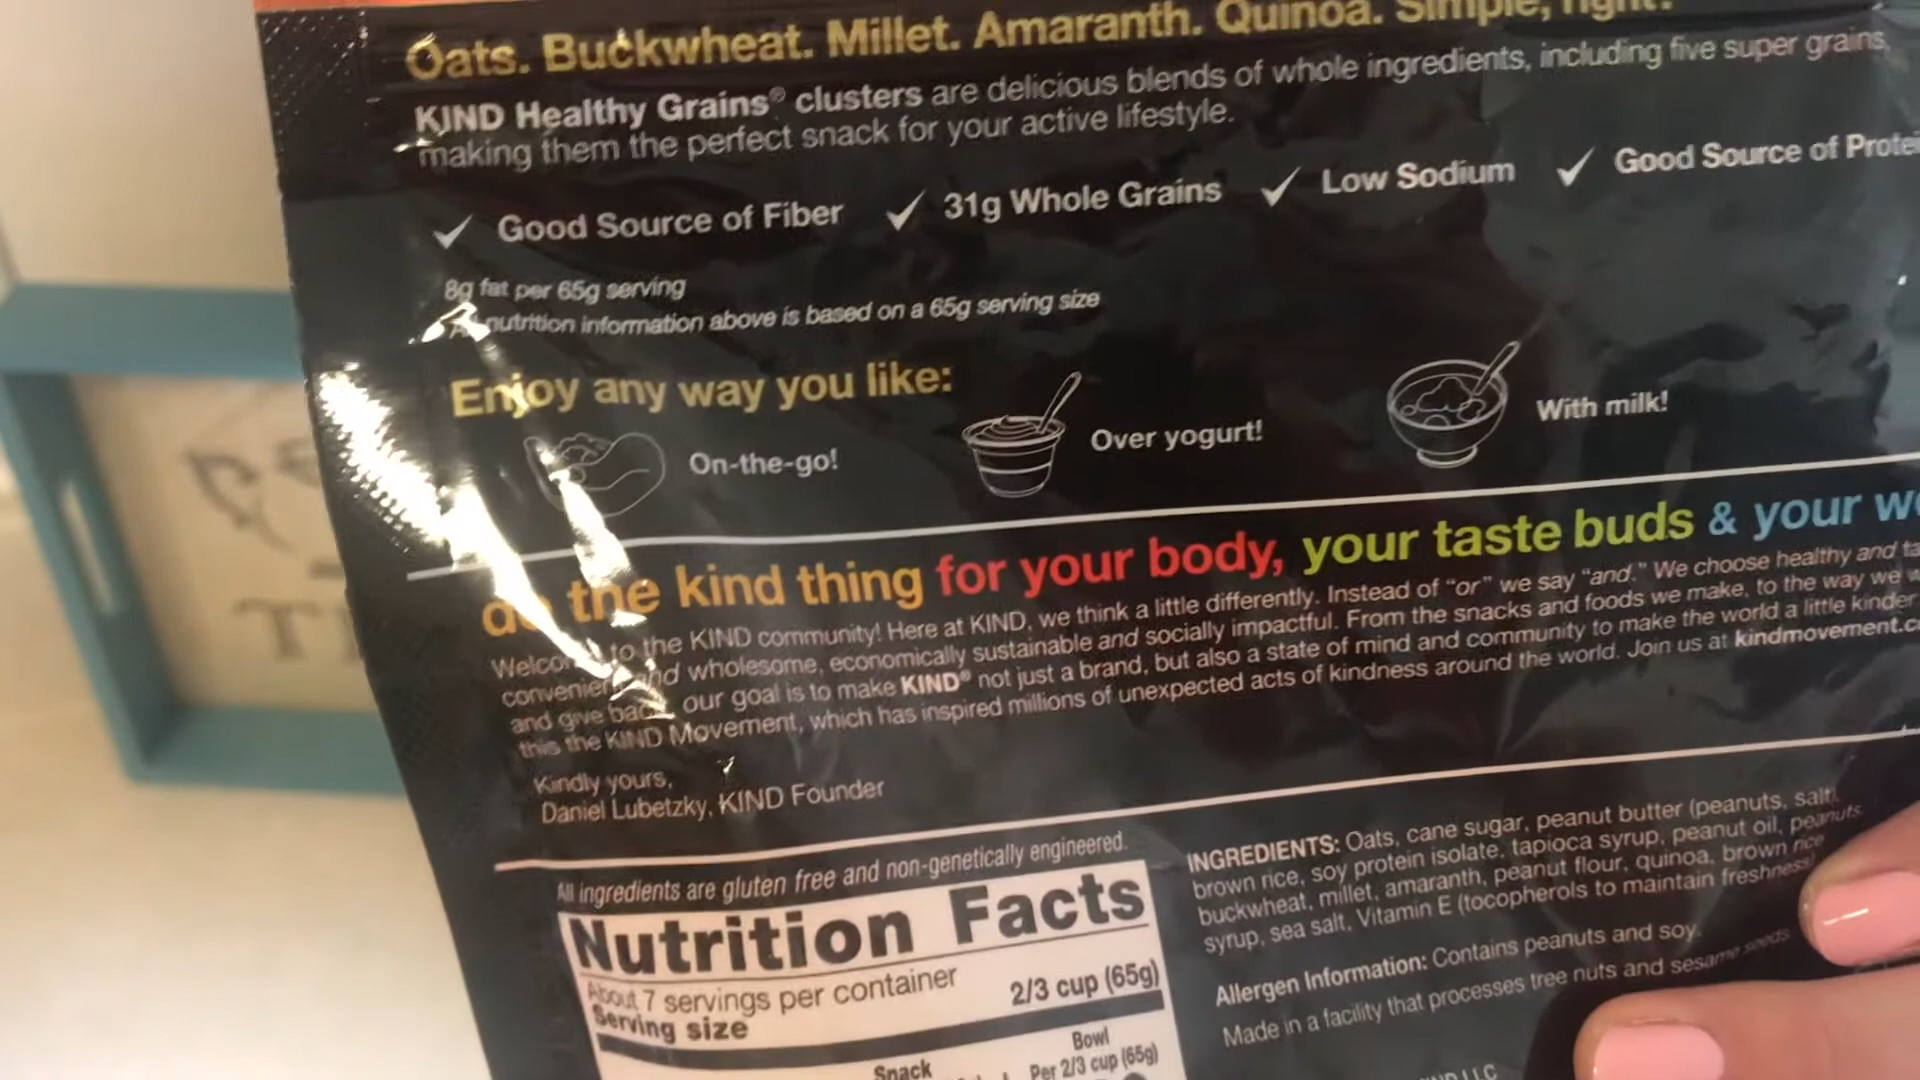 Oats. Buckwheat. Millet. Amaranth. Quinoa. Simple, right?
KIND Healthy Grains® clusters are delicious blends of whole ingredients, including five super grains,
making them the perfect snack for your active lifestyle.
✓ Good Source of Fiber ✓ 31g Whole Grains ✓ Low Sodium ✓ Good Source of
8g fat per 65g serving
nutrition information above is based on a 65g serving size
Enjoy any way you like:
On-the-go!
Over yogurt!
With milk!
the kind thing for your body, your taste buds & your
to the KIND community! Here at KIND, we think a little differently. Instead of “or” we say “and.” We choose healthy and
wholesome, economically sustainable and socially impactful. From the snacks and foods we make, to the way we
and give back, our goal is to make KIND® not just a brand, but also a state of mind and community to make the world a little kinder
this the KIND Movement, which has inspired millions of unexpected acts of kindness around the world. Join us at
Kindly yours,
Daniel Lubetzky, KIND Founder
All ingredients are gluten free and non-genetically engineered.
Nutrition Facts
About 7 servings per container
Serving size 2/3 cup (65g)
Snack
Bowl
Per 2/3 cup (65g)
INGREDIENTS: Oats, cane sugar, peanut butter (peanuts, salt),
brown rice, soy protein isolate, tapioca syrup, peanut oil, peanuts,
buckwheat, millet, amaranth, peanut flour, quinoa, brown rice
syrup, sea salt, Vitamin E (tocopherols to maintain freshness)
Allergen Information: Contains peanuts and soy.
Made in a facility that processes tree nuts and sesame seeds.
LLC